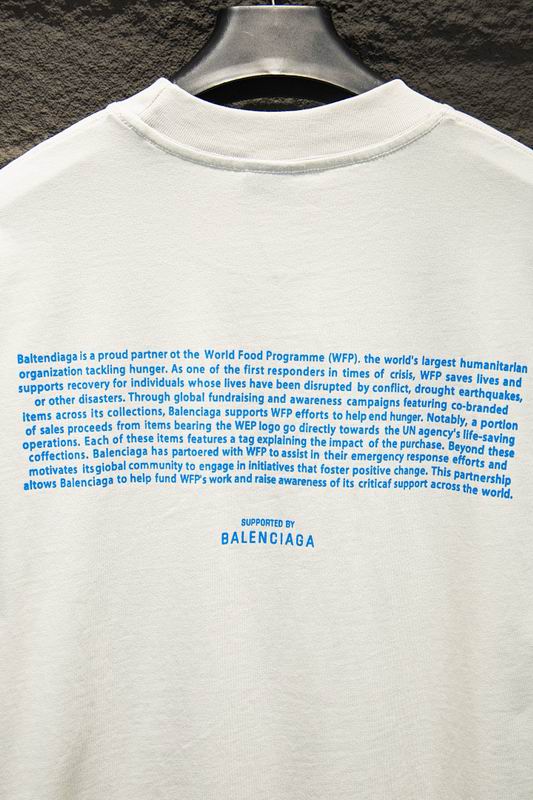 Baltendiaga is a proud partner ot the World Food Programme (WFP). the world's largest humanitarian
organization tackling hunger. As one of the first responders in times of crisis, WFP saves lives and
supports recovery for individuals whose lives have been disrupted by conflict, drought earthquakes,
or other disasters. Through global fundraising and awareness campaigns featuring co-branded
items across its collections, Balenciaga supports WFP efforts to help end hunger. Notably, a portion
of sales proceeds from items bearing the WEP logo go directly towards the UN agency's life-saving
operations. Each of these items features a tag explaining the impact of the purchase. Beyond these
coffections. Balenciaga has partoered with WFP to assist in their emergency response efforts and
motivates itsglobal community to engage in initiatives that foster positive change. This partnership
altows Balenciaga to help fund WFP's work and raise awareness of its criticaf support across the world.
SUPPORTED BY
BALENCIAGA